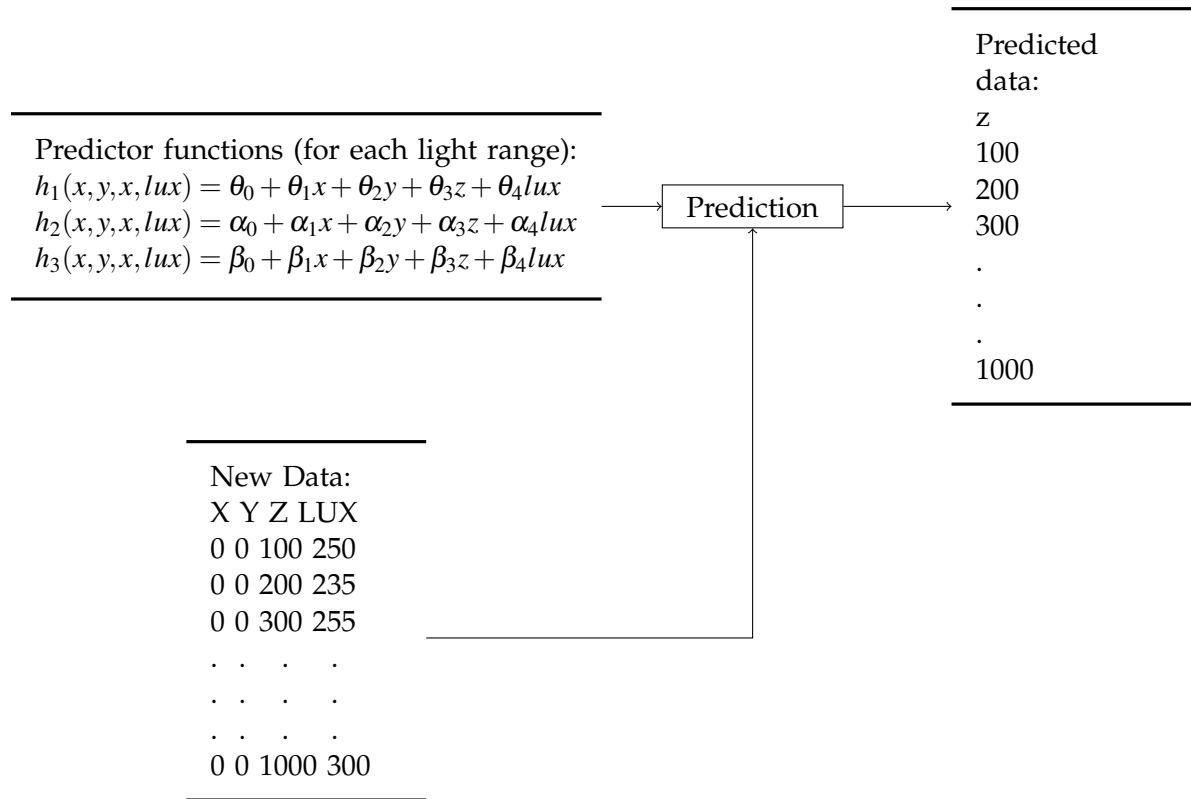 Predictor functions (for each light range):
h₁(x,y,x,lux) = θ₀ + θ₁x + θ₂y + θ₃z + θ₄lux
h₂(x,y,x,lux) = α₀ + α₁x + α₂y + α₃z + α₄lux
h₃(x,y,x,lux) = β₀ + β₁x + β₂y + β₃z + β₄lux
Prediction
Predicted
data:
z
100
200
300
.
.
.
1000
New Data:
X Y Z LUX
0 0 100 250
0 0 200 235
0 0 300 255
. . . .
. . . .
. . . .
0 0 1000 300